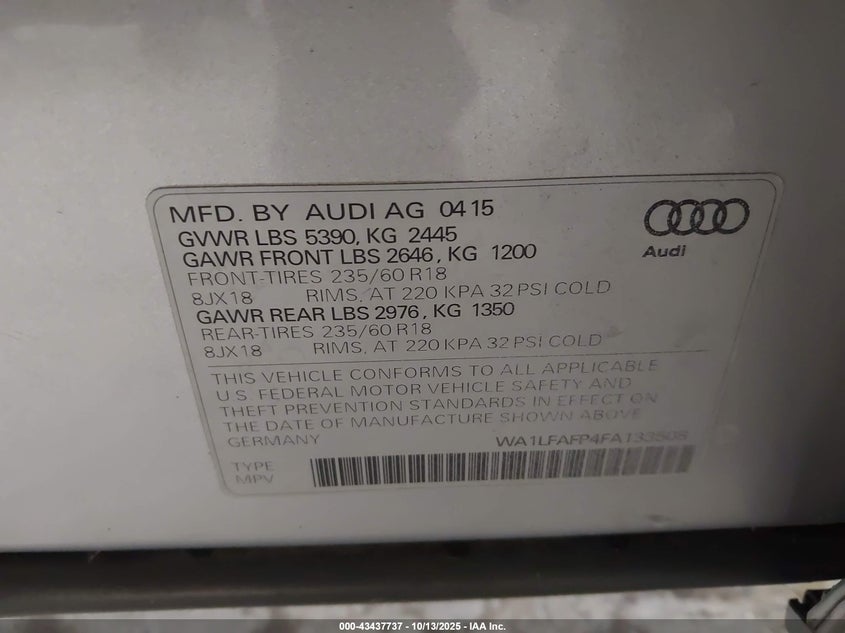 MFD. BY AUDI AG 04 15
GVWR LBS 5390, KG 2445
GAWR FRONT LBS 2646, KG 1200
FRONT-TIRES 235/60 R18
8JX18 RIMS, AT 220 KPA 32 PSI COLD
GAWR REAR LBS 2976, KG 1350
REAR-TIRES 235/60 R18
8JX18 RIMS, AT 220 KPA 32 PSI COLD
THIS VEHICLE CONFORMS TO ALL APPLICABLE
U.S. FEDERAL MOTOR VEHICLE SAFETY AND
THEFT PREVENTION STANDARDS IN EFFECT ON
THE DATE OF MANUFACTURE SHOWN ABOVE
GERMANY WA1LFAFP4FA133506
TYPE
MPV
Audi
000-43437737 - 10/13/2025 - IAA Inc.